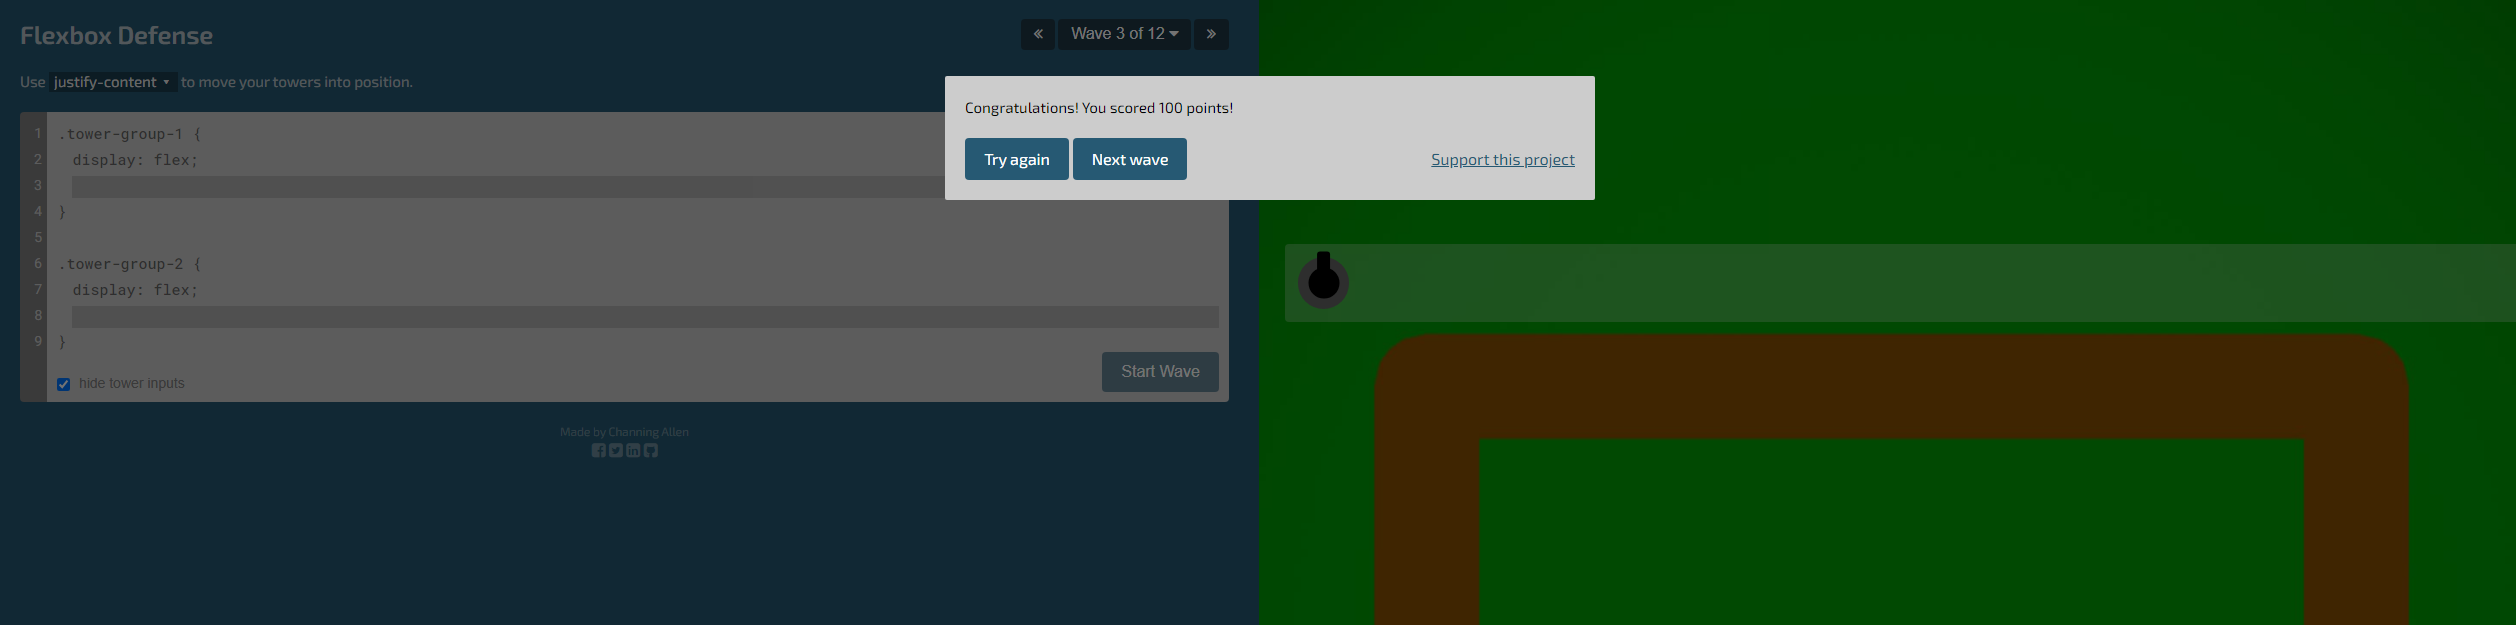 Flexbox Defense
« Wave 3 of 12 »
Use justify-content to move your towers into position.
Congratulations! You scored 100 points!
Try again Next wave Support this project
1 .tower-group-1 {
2 display: flex;
3
4 }
5
6 .tower-group-2 {
7 display: flex;
8
9 }
hide tower inputs
Start Wave
Made by Channing Allen